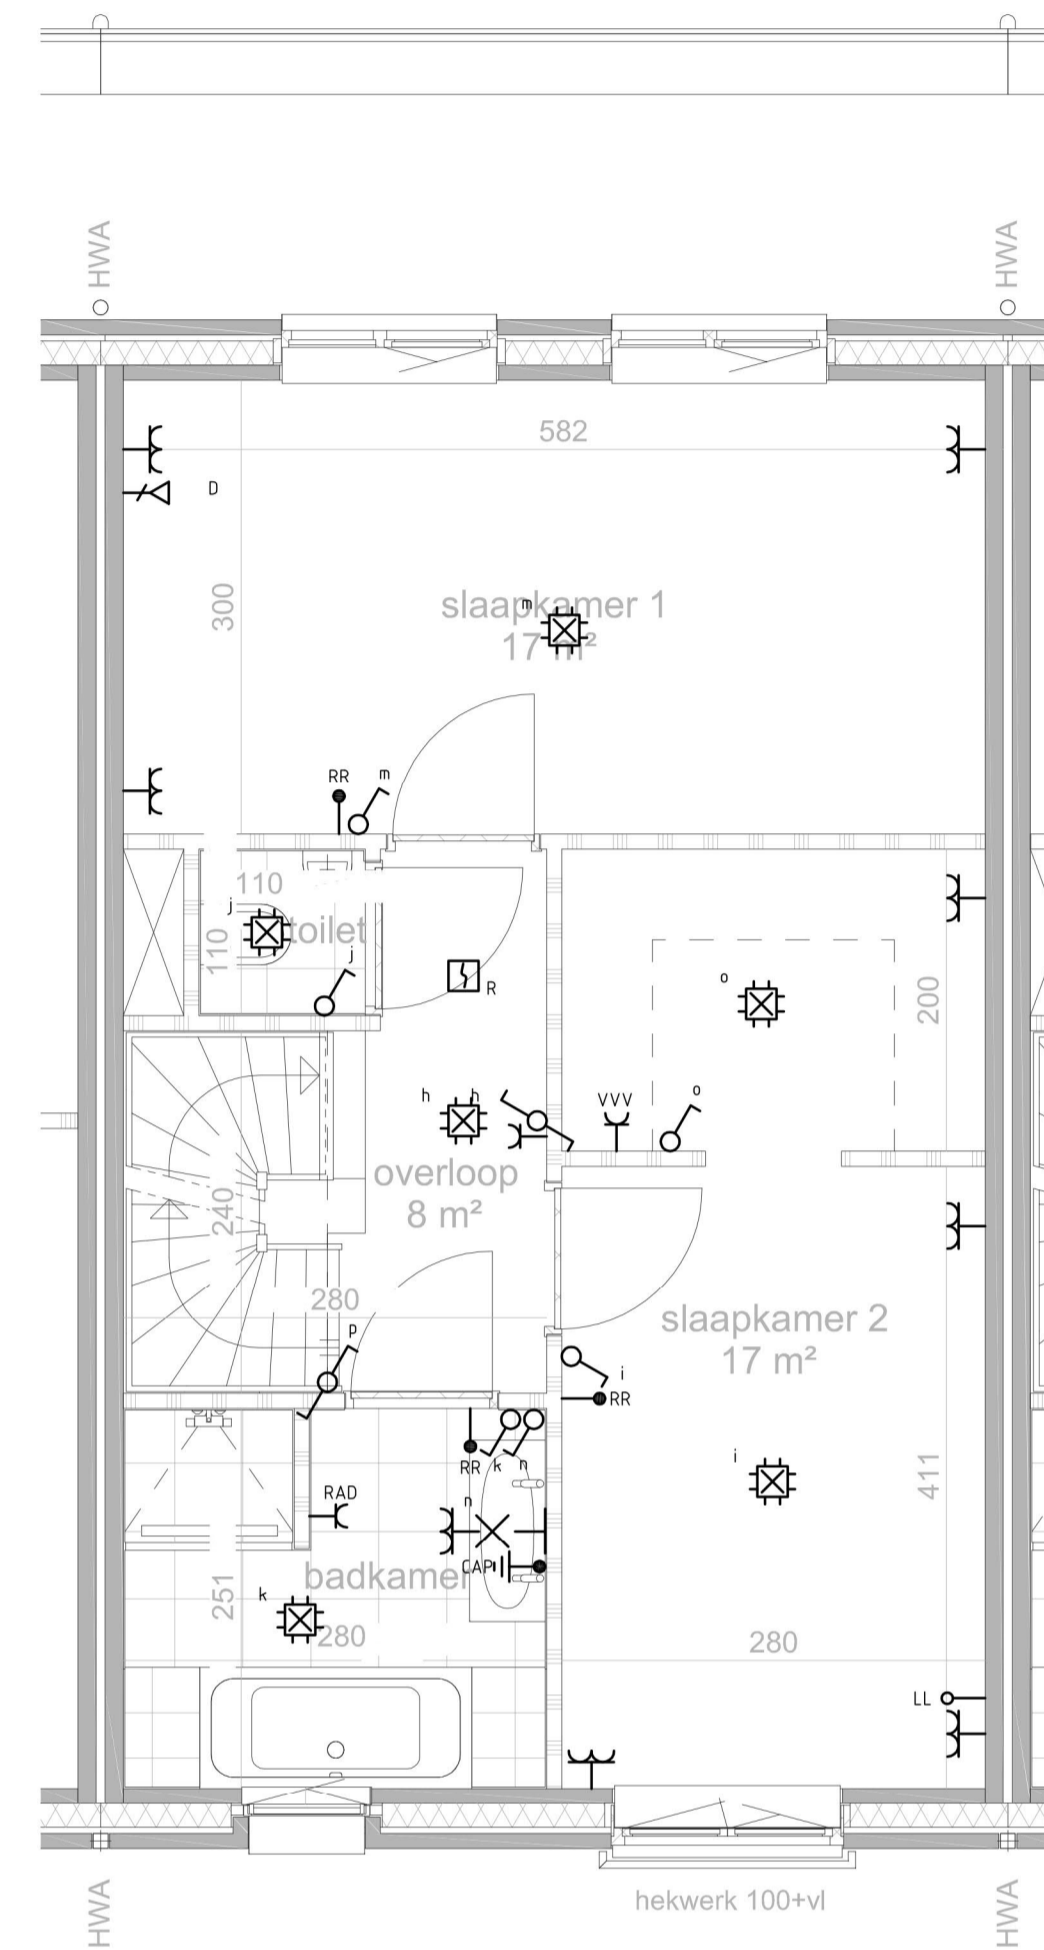 HWA
HWA
582
D
300
m
slaapkamer 1
17 m²
RR
m
110
j
toilet
110
j
R
o
200
h
h
VVV
o
overloop
8 m²
240
280
slaapkamer 2
17 m²
p
i
RR
RR
k
n
i
411
RAD
n
CAP
badkamer
251
k
280
280
LL
hekwerk 100+vl
HWA
HWA